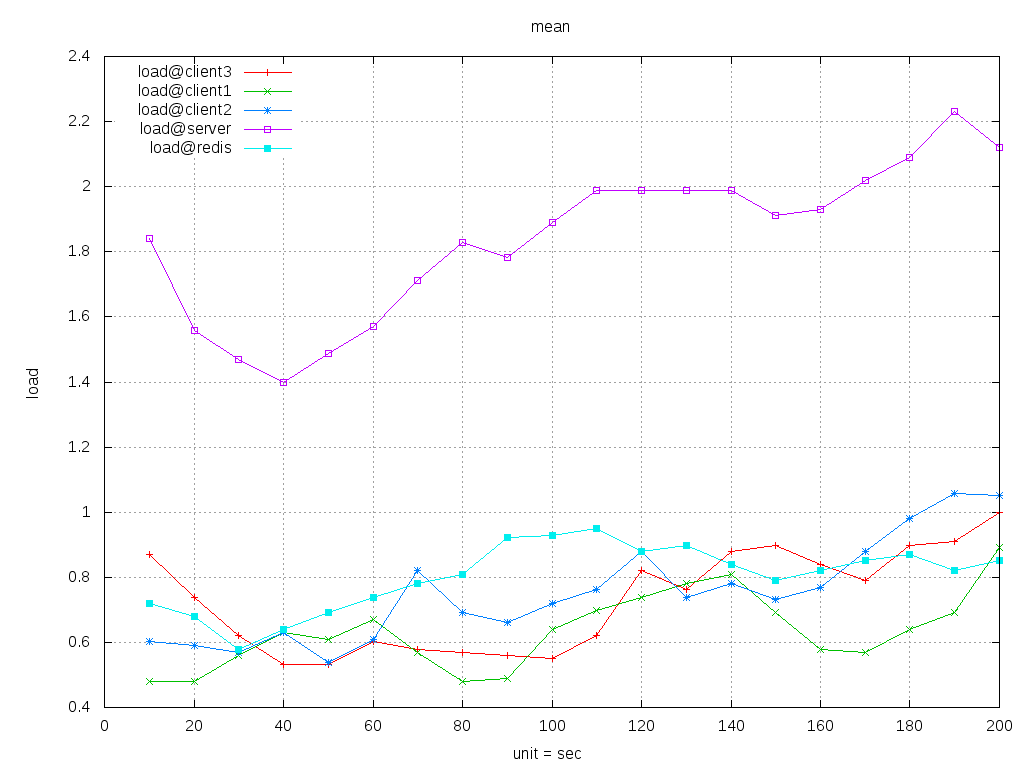 mean
2.4
2.2
2
1.8
1.6
1.4
1.2
1
0.8
0.6
0.4
load
load@client3
load@client1
load@client2
load@server
load@redis
0 20 40 60 80 100 120 140 160 180 200
unit = sec